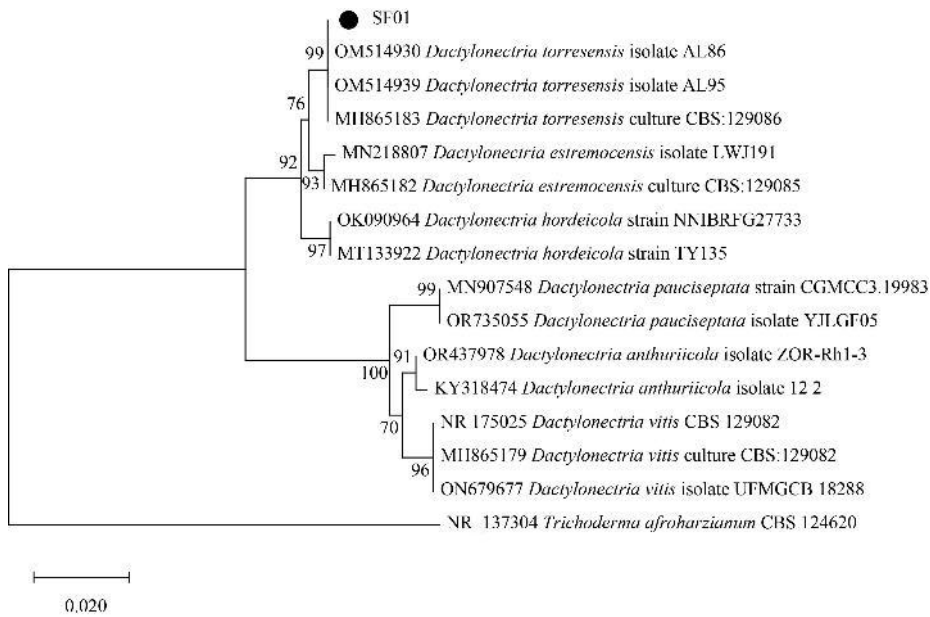 SF01
99
OM514930 Dactylonectria torresensis isolate AL86
OM514939 Dactylonectria torresensis isolate AL95
76
MH865183 Dactylonectria torresensis culture CBS:129086
92
MN218807 Dactylonectria estremocensis isolate LWJ191
93
MH865182 Dactylonectria estremocensis culture CBS:129085
OK090964 Dactylonectria hordeicola strain NNIBRFG27733
97
MT133922 Dactylonectria hordeicola strain TY135
99
MN907548 Dactylonectria pauciseptata strain CGMCC3.19983
OR735055 Dactylonectria pauciseptata isolate YJLGF05
91
OR437978 Dactylonectria anthuriicola isolate ZOR-Rh1-3
100
KY318474 Dactylonectria anthuriicola isolate 12 2
70
NR 175025 Dactylonectria vitis CBS 129082
MH865179 Dactylonectria vitis culture CBS:129082
96
ON679677 Dactylonectria vitis isolate UFMGCB 18288
NR 137304 Trichoderma afroharzianum CBS 124620
0.020